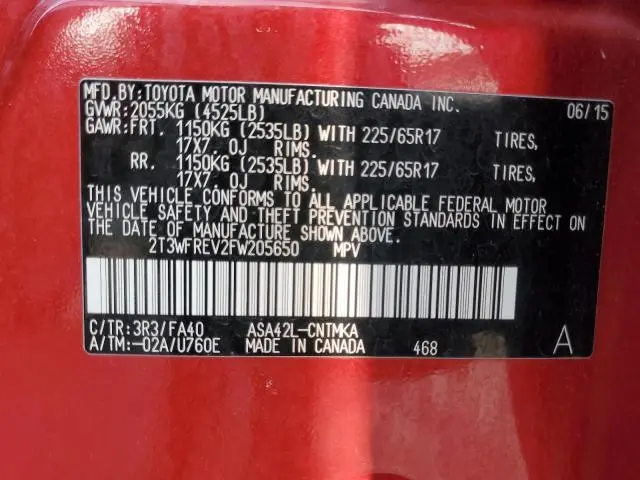 MFD.BY:TOYOTA MOTOR MANUFACTURING CANADA INC. 06/15
GVWR:2055KG (4525LB)
GAWR:FRT. 1150KG (2535LB) WITH 225/65R17 TIRES,
17X7.0J RIMS.
RR. 1150KG (2535LB) WITH 225/65R17 TIRES,
17X7.0J RIMS.
THIS VEHICLE CONFORMS TO ALL APPLICABLE FEDERAL MOTOR
VEHICLE SAFETY AND THEFT PREVENTION STANDARDS IN EFFECT ON
THE DATE OF MANUFACTURE SHOWN ABOVE.
2T3WFREV2FW205650 MPV
C/TR:3R3/FA40 ASA42L-CNTMKA
A/TM:-02A/U760E MADE IN CANADA 468 A